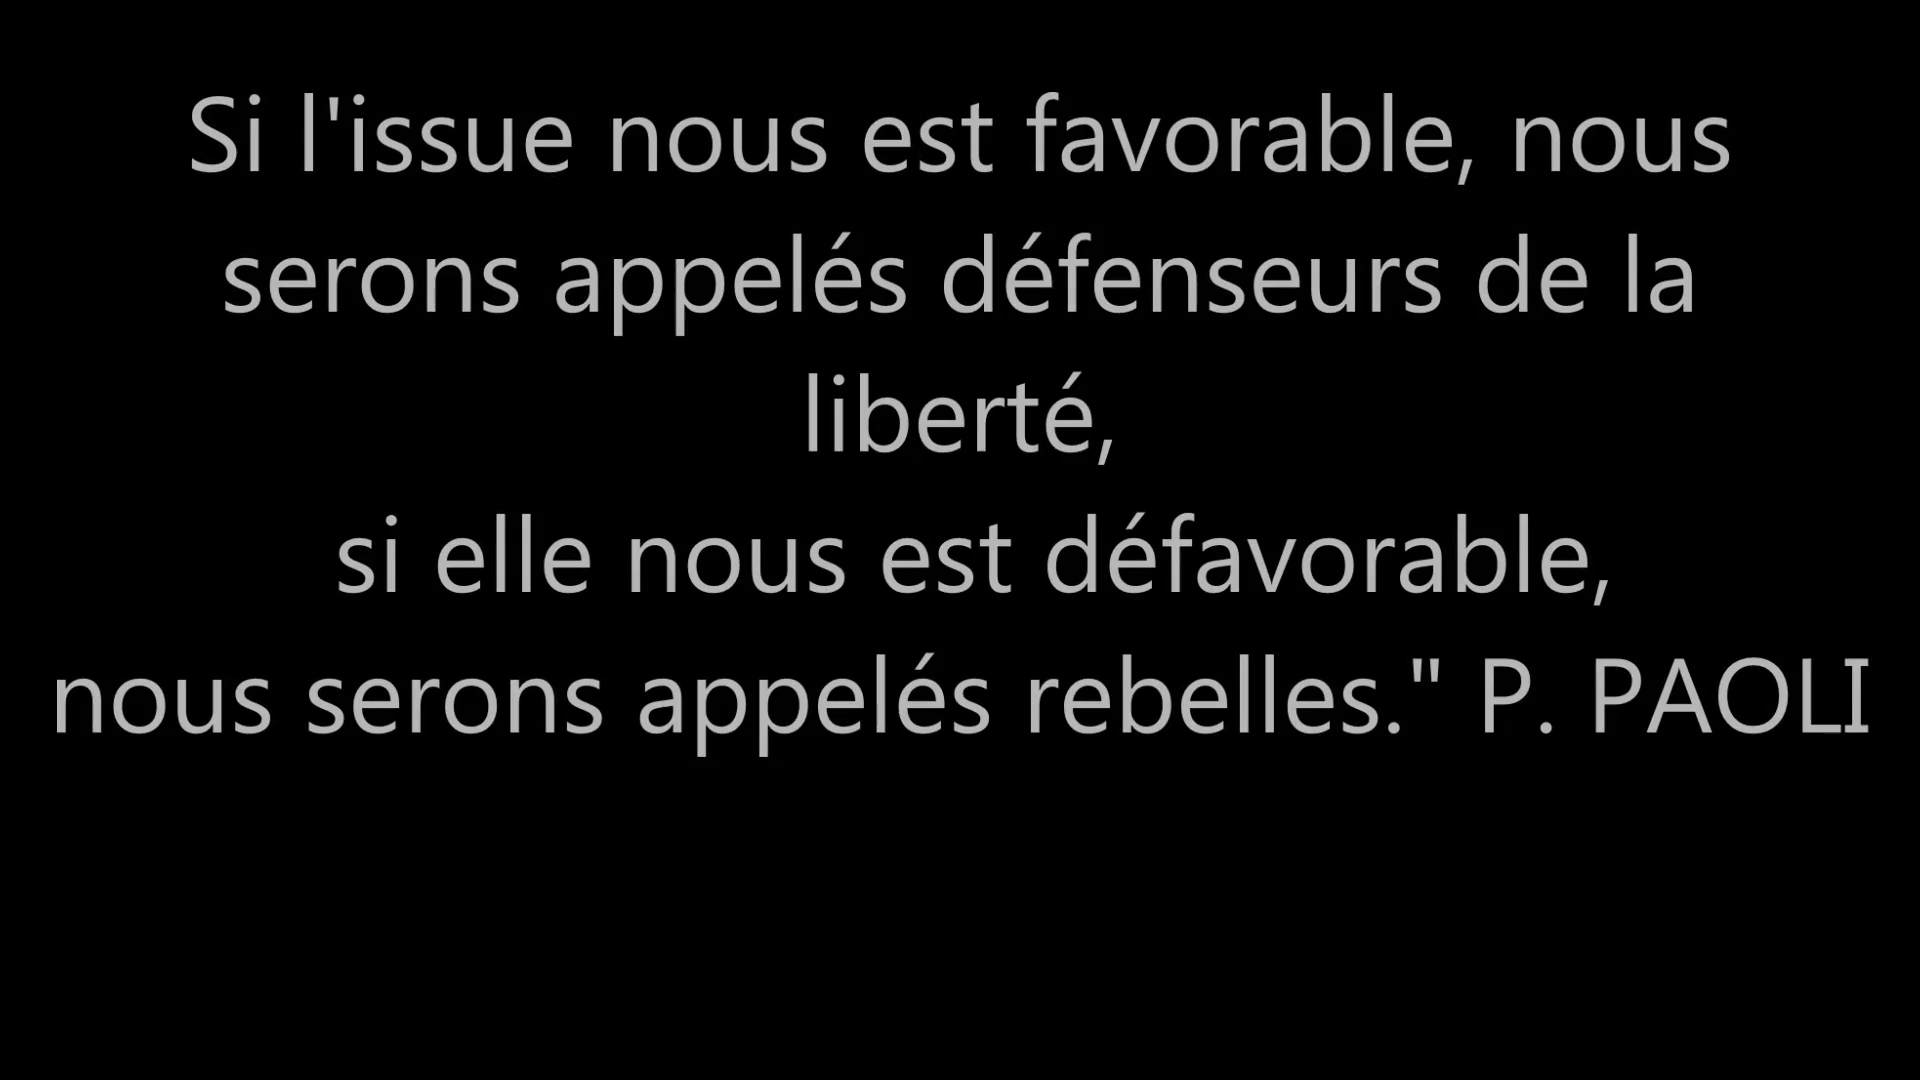 Si l'issue nous est favorable, nous
serons appelés défenseurs de la
liberté,
si elle nous est défavorable,
nous serons appelés rebelles." P. PAOLI